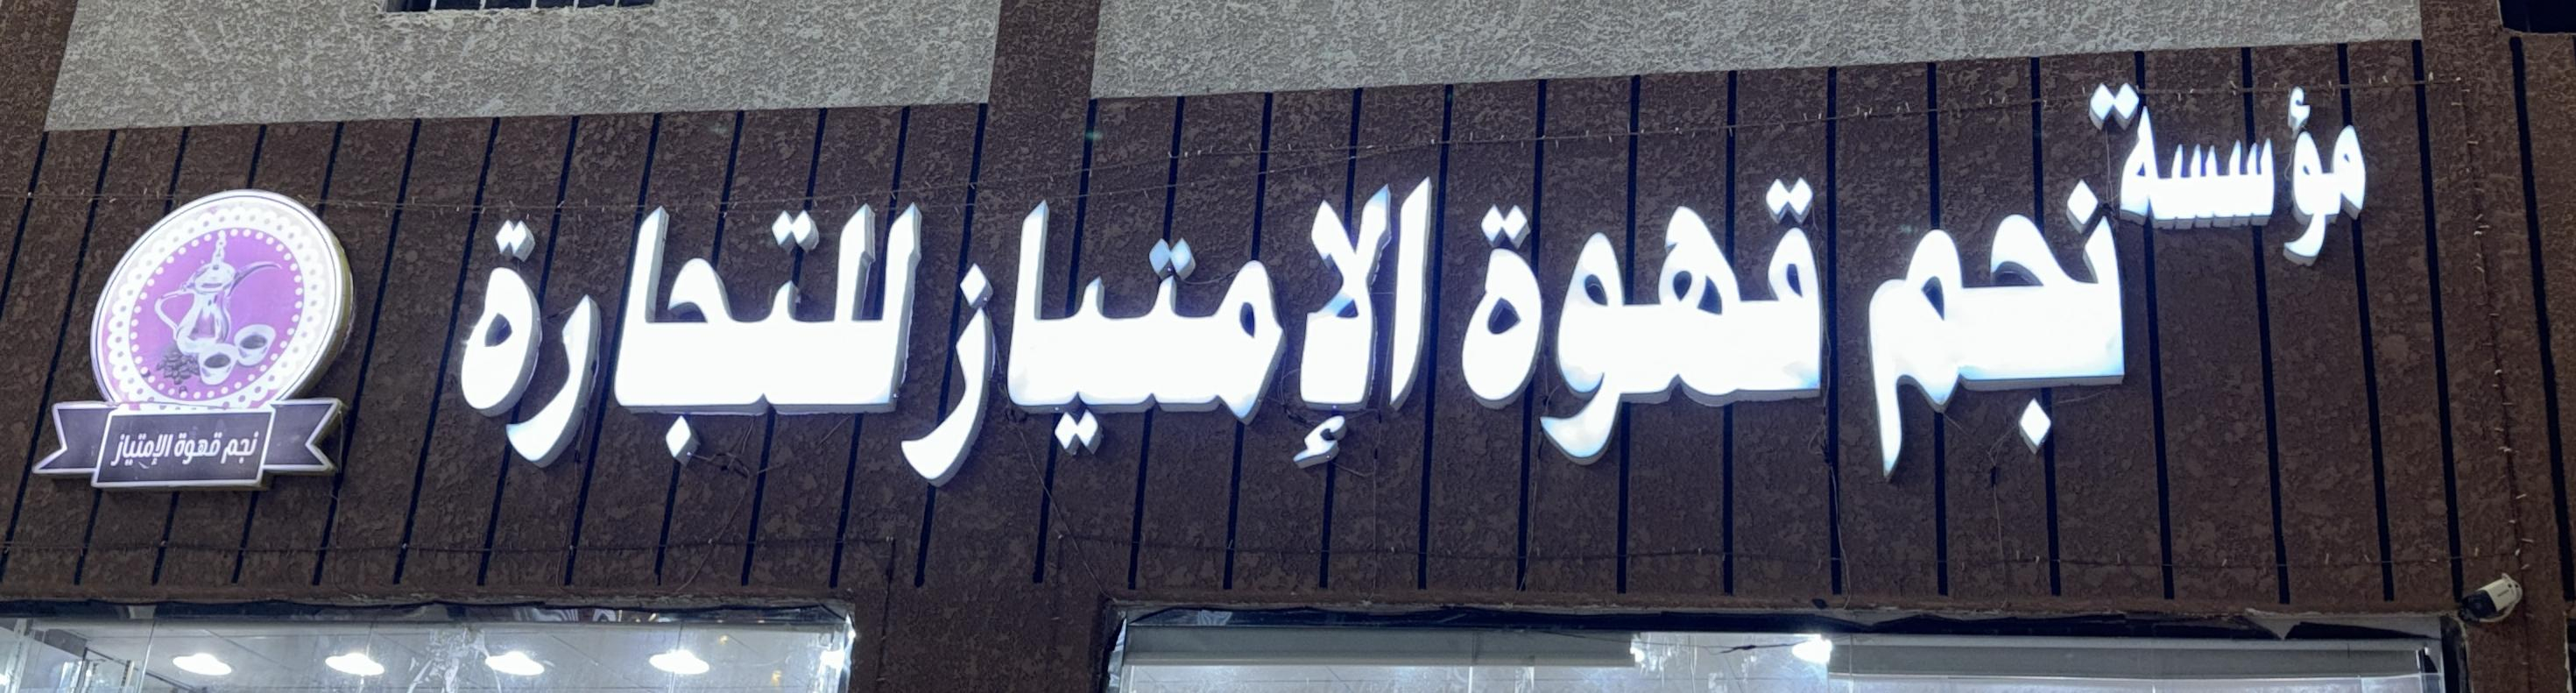 مؤسسة
نجم قهوة الإمتياز للتجارة
نجم قهوة الإمتياز